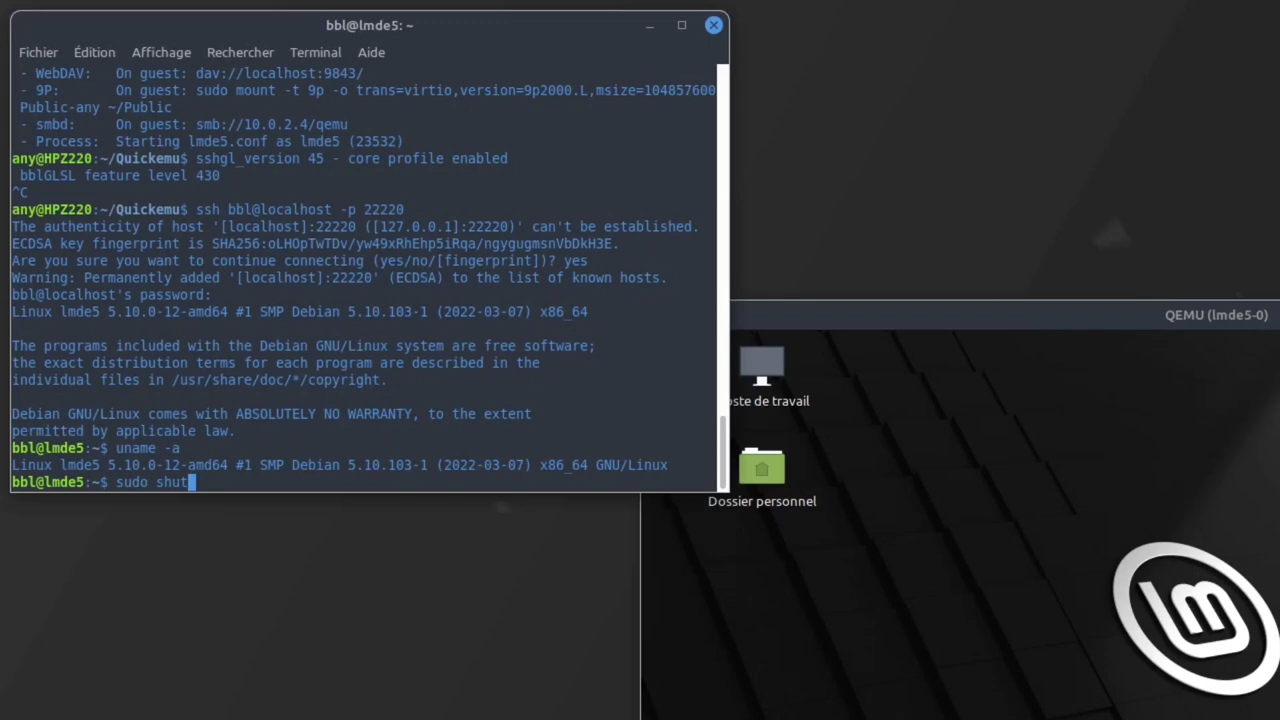 bbl@lmde5: ~
Fichier Édition Affichage Rechercher Terminal Aide
- WebDAV: On guest: dav://localhost:9843/
- 9P: On guest: sudo mount -t 9p -o trans=virtio,version=9p2000.L,msize=104857600
Public-any ~/Public
- smbd: On guest: smb://10.0.2.4/qemu
- Process: Starting lmde5.conf as lmde5 (23532)
any@HPZ220:~/Quickemu$ sshgl_version 45 - core profile enabled
bblGLSL feature level 430
^C
any@HPZ220:~/Quickemu$ ssh bbl@localhost -p 22220
The authenticity of host '[localhost]:22220 ([127.0.0.1]:22220)' can't be established.
ECDSA key fingerprint is SHA256:oLHOpTwTDv/yw49xRhEhp5iRqa/ngygugmsnVbDkH3E.
Are you sure you want to continue connecting (yes/no/[fingerprint])? yes
Warning: Permanently added '[localhost]:22220' (ECDSA) to the list of known hosts.
bbl@localhost's password:
Linux lmde5 5.10.0-12-amd64 #1 SMP Debian 5.10.103-1 (2022-03-07) x86_64
The programs included with the Debian GNU/Linux system are free software;
the exact distribution terms for each program are described in the
individual files in /usr/share/doc/*/copyright.
Debian GNU/Linux comes with ABSOLUTELY NO WARRANTY, to the extent
permitted by applicable law.
bbl@lmde5:~$ uname -a
Linux lmde5 5.10.0-12-amd64 #1 SMP Debian 5.10.103-1 (2022-03-07) x86_64 GNU/Linux
bbl@lmde5:~$ sudo shut
QEMU (lmde5-0)
oste de travail
Dossier personnel
lm